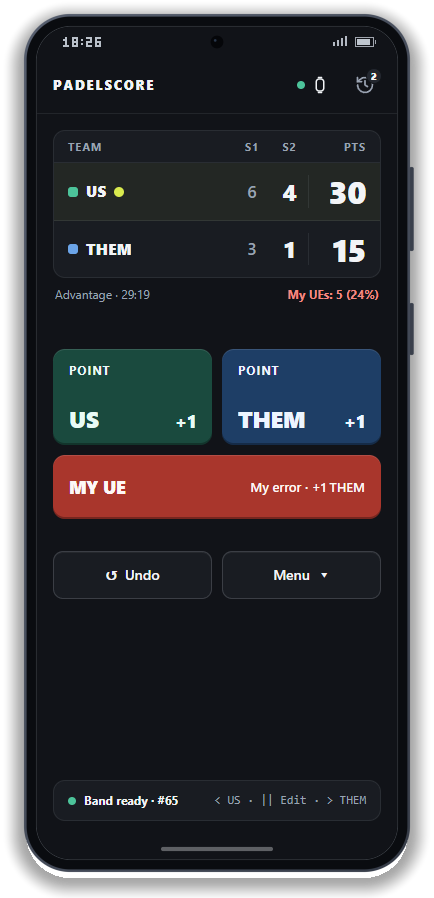 18:26
PADELSCORE
2
TEAM S1 S2 PTS
US 6 4 30
THEM 3 1 15
Advantage · 29:19 My UEs: 5 (24%)
POINT POINT
US +1 THEM +1
MY UE My error · +1 THEM
↺ Undo Menu ▼
Band ready · #65 < US · || Edit · > THEM